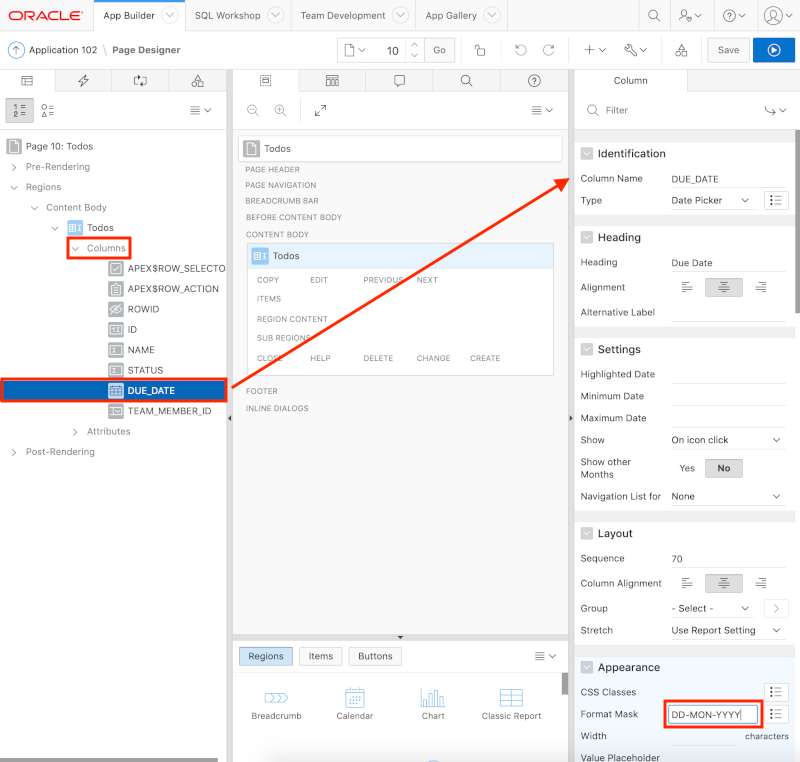 ORACLE
App Builder
SQL Workshop
Team Development
App Gallery
Application 102 \ Page Designer
10
Go
Save
1 =
2 =
Page 10: Todos
Pre-Rendering
Regions
Content Body
Todos
Columns
APEX$ROW_SELECTO
APEX$ROW_ACTION
ROWID
ID
NAME
STATUS
DUE_DATE
TEAM_MEMBER_ID
Attributes
Post-Rendering
Todos
PAGE HEADER
PAGE NAVIGATION
BREADCRUMB BAR
BEFORE CONTENT BODY
CONTENT BODY
Todos
COPY EDIT PREVIOUS NEXT
ITEMS
REGION CONTENT
SUB REGIONS
CLOSE HELP DELETE CHANGE CREATE
FOOTER
INLINE DIALOGS
Regions Items Buttons
Breadcrumb Calendar Chart Classic Report
Column
Filter
Identification
Column Name DUE_DATE
Type Date Picker
Heading
Heading Due Date
Alignment
Alternative Label
Settings
Highlighted Date
Minimum Date
Maximum Date
Show On icon click
Show other
Months Yes No
Navigation List for None
Layout
Sequence 70
Column Alignment
Group - Select -
Stretch Use Report Setting
Appearance
CSS Classes
Format Mask DD-MON-YYYY
Width characters
Value Placeholder